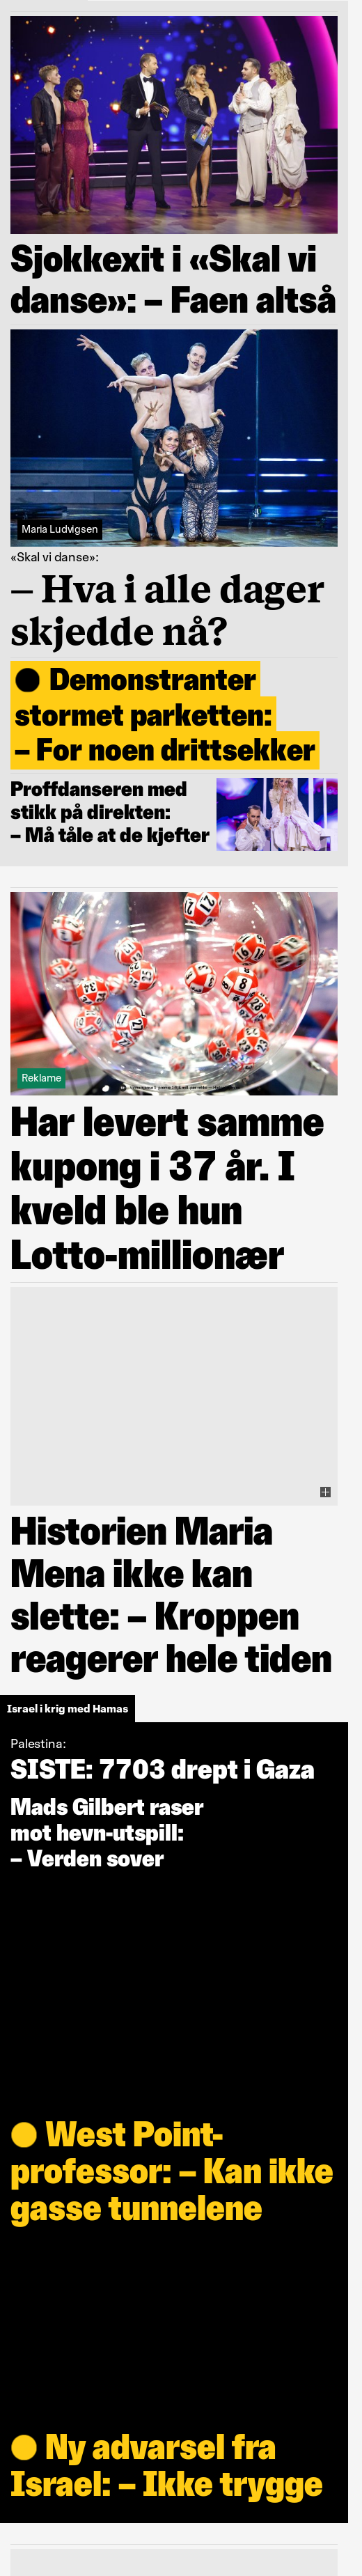 Sjokkexit i «Skal vi
danse»: – Faen altså
Maria Ludvigsen
«Skal vi danse»:
– Hva i alle dager
skjedde nå?
Demonstranter
stormet parketten:
– For noen drittsekker
Proffdanseren med
stikk på direkten:
– Må tåle at de kjefter
Reklame
Har levert samme
kupong i 37 år. I
kveld ble hun
Lotto-millionær
Historien Maria
Mena ikke kan
slette: – Kroppen
reagerer hele tiden
Israel i krig med Hamas
Palestina:
SISTE: 7703 drept i Gaza
Mads Gilbert raser
mot hevn-utspill:
– Verden sover
West Point-
professor: – Kan ikke
gasse tunnelene
Ny advarsel fra
Israel: – Ikke trygge